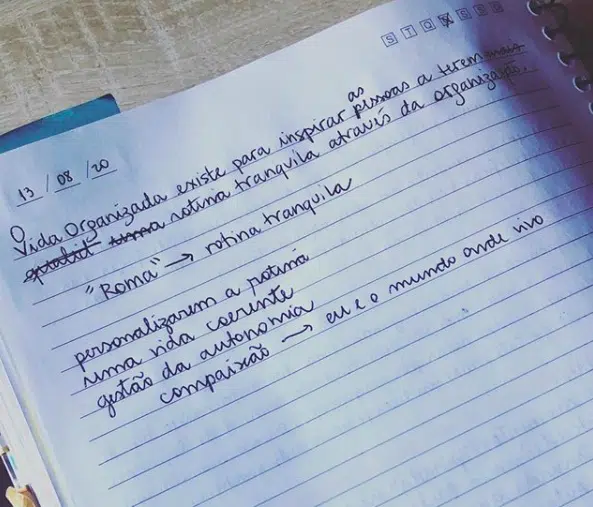 S T Q Q S S D
13 / 08 / 20
O Vida Organizada existe para inspirar as pessoas a terem mais
qualid uma rotina tranquila através da organização.
"Roma" → rotina tranquila
personalizarem a rotina
uma vida coerente
gestão da autonomia
compaixão → eu e o mundo onde vivo